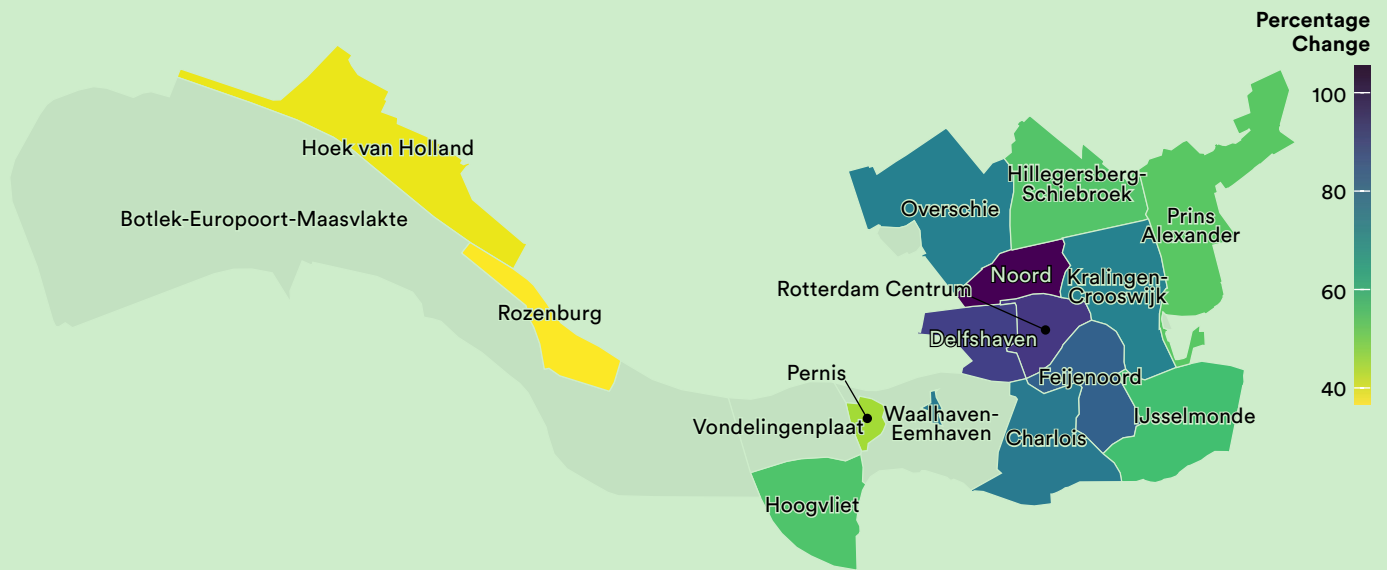 Percentage
Change
100
80
60
40
Hoek van Holland
Botlek-Europoort-Maasvlakte
Rozenburg
Hillegersberg-
Schiebroek
Overschie
Prins
Alexander
Noord
Kralingen-
Crooswijk
Rotterdam Centrum
Delfshaven
Pernis
Feijenoord
Vondelingenplaat
Waalhaven-
Eemhaven
IJsselmonde
Charlois
Hoogvliet